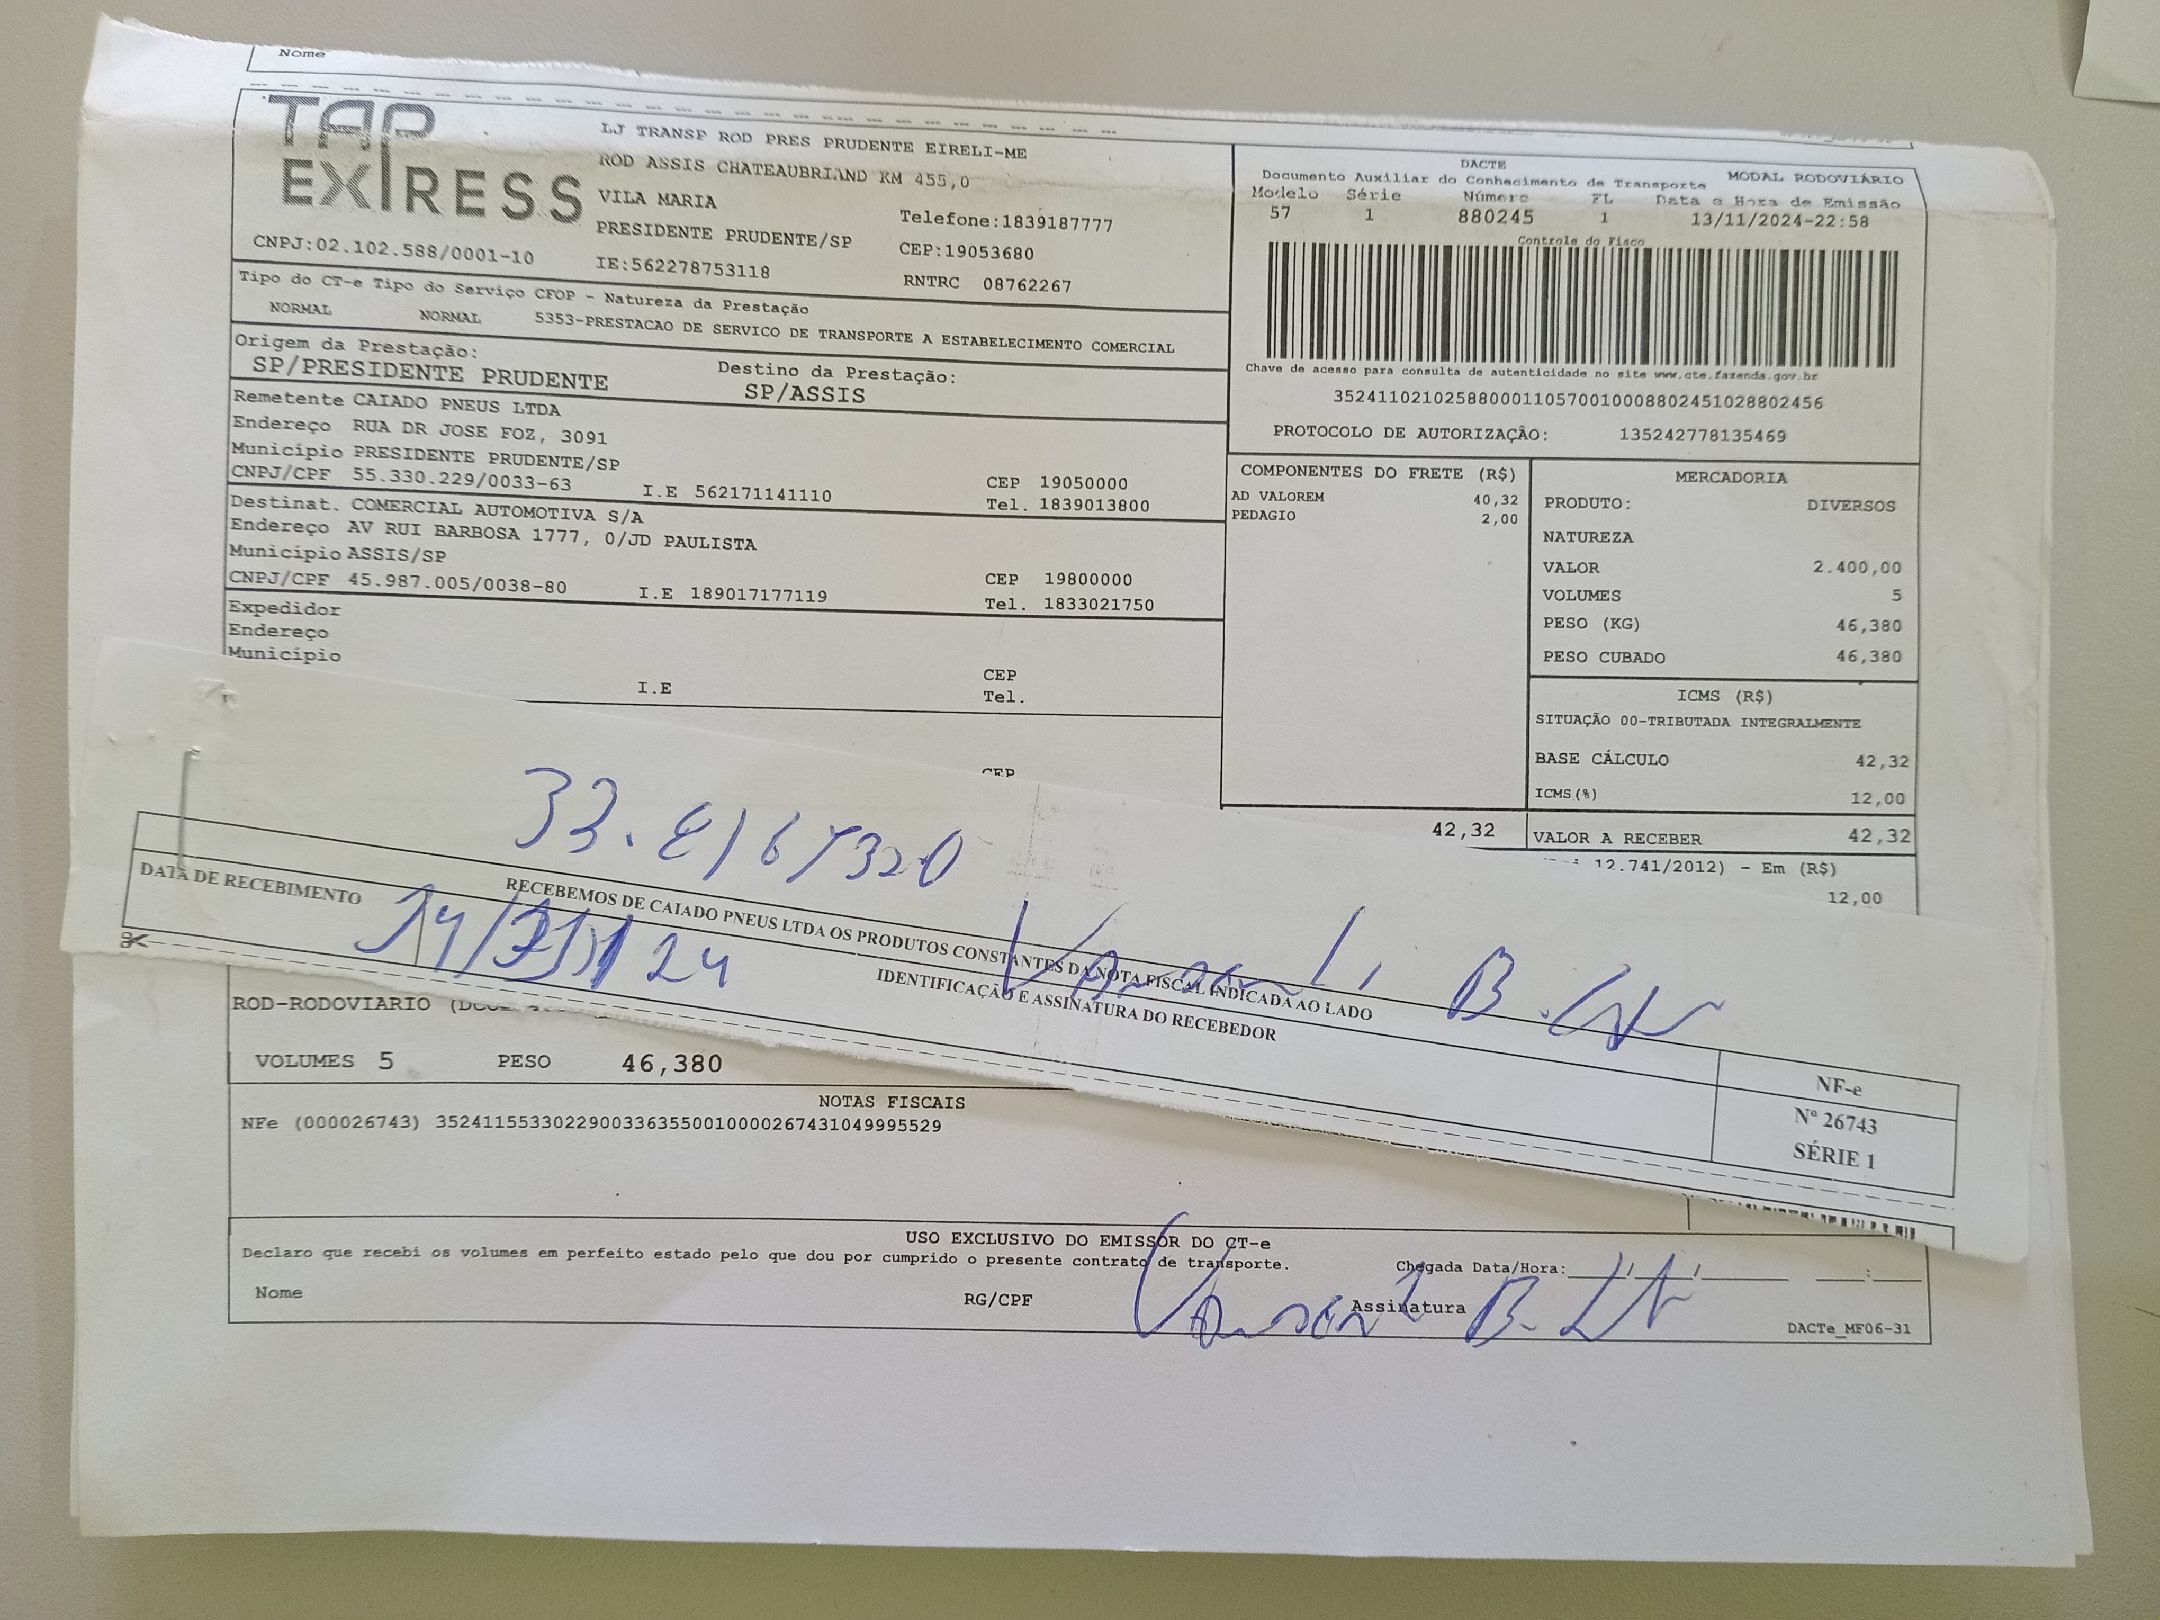 Nome
TAP
EXPRESS
LJ TRANSP ROD PRES PRUDENTE EIRELI-ME
ROD ASSIS CHATEAUBRIAND KM 455,0
VILA MARIA
PRESIDENTE PRUDENTE/SP
Telefone:1839187777
CEP:19053680
CNPJ:02.102.588/0001-10
IE:562278753118
RNTRC 08762267
DACTE
Documento Auxiliar do Conhecimento de Transporte
MODAL RODOVIÁRIO
Modelo Série Número FL Data e Hora de Emissão
57 1 880245 1 13/11/2024-22:58
Controle do Fisco
Chave de acesso para consulta de autenticidade no site www.cte.fazenda.gov.br
35241102102588000110570010008802451028802456
PROTOCOLO DE AUTORIZAÇÃO: 135242778135469
Tipo do CT-e Tipo do Serviço CFOP - Natureza da Prestação
NORMAL NORMAL 5353-PRESTACAO DE SERVICO DE TRANSPORTE A ESTABELECIMENTO COMERCIAL
Origem da Prestação: Destino da Prestação:
SP/PRESIDENTE PRUDENTE SP/ASSIS
Remetente CAIADO PNEUS LTDA
Endereço RUA DR JOSE FOZ, 3091
Município PRESIDENTE PRUDENTE/SP CEP 19050000
CNPJ/CPF 55.330.229/0033-63 I.E 562171141110 Tel. 1839013800
Destinat. COMERCIAL AUTOMOTIVA S/A
Endereço AV RUI BARBOSA 1777, 0/JD PAULISTA
Município ASSIS/SP CEP 19800000
CNPJ/CPF 45.987.005/0038-80 I.E 189017177119 Tel. 1833021750
Expedidor
Endereço
Município CEP
I.E Tel.
CEP
COMPONENTES DO FRETE (R$)
AD VALOREM 40,32
PEDAGIO 2,00
42,32
MERCADORIA
PRODUTO: DIVERSOS
NATUREZA
VALOR 2.400,00
VOLUMES 5
PESO (KG) 46,380
PESO CUBADO 46,380
ICMS (R$)
SITUAÇÃO 00-TRIBUTADA INTEGRALMENTE
BASE CÁLCULO 42,32
ICMS(%) 12,00
VALOR A RECEBER 42,32
12.741/2012) - Em (R$)
12,00
RECEBEMOS DE CAIADO PNEUS LTDA OS PRODUTOS CONSTANTES DA NOTA FISCAL INDICADA AO LADO
DATA DE RECEBIMENTO
IDENTIFICAÇÃO E ASSINATURA DO RECEBEDOR
NF-e
Nº 26743
SÉRIE 1
ROD-RODOVIARIO
VOLUMES 5 PESO 46,380
NOTAS FISCAIS
NFe (000026743) 35241155330229003363550010000267431049995529
USO EXCLUSIVO DO EMISSOR DO CT-e
Declaro que recebi os volumes em perfeito estado pelo que dou por cumprido o presente contrato de transporte.
Chegada Data/Hora:___/___/_____ ___:___
Nome RG/CPF Assinatura
DACTe_MF06-31